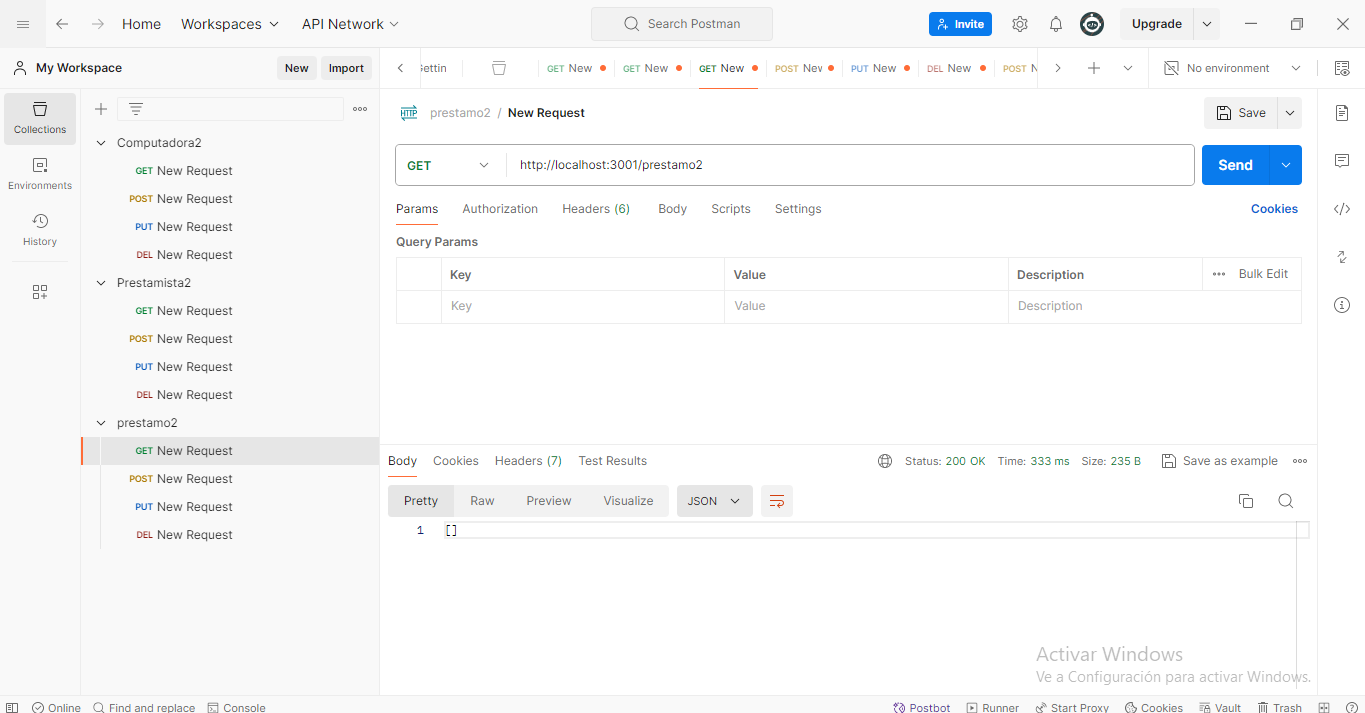 Home Workspaces API Network Search Postman Invite Upgrade
My Workspace New Import
Gettin GET New GET New GET New POST New PUT New DEL New POST N No environment
Collections
Environments
History
Computadora2
GET New Request
POST New Request
PUT New Request
DEL New Request
Prestamista2
GET New Request
POST New Request
PUT New Request
DEL New Request
prestamo2
GET New Request
POST New Request
PUT New Request
DEL New Request
HTTP prestamo2 / New Request Save
GET http://localhost:3001/prestamo2 Send
Params Authorization Headers (6) Body Scripts Settings Cookies
Query Params
Key Value Description Bulk Edit
Key Value Description
Body Cookies Headers (7) Test Results Status: 200 OK Time: 333 ms Size: 235 B Save as example
Pretty Raw Preview Visualize JSON
1 []
Activar Windows
Ve a Configuración para activar Windows.
Online Find and replace Console Postbot Runner Start Proxy Cookies Vault Trash